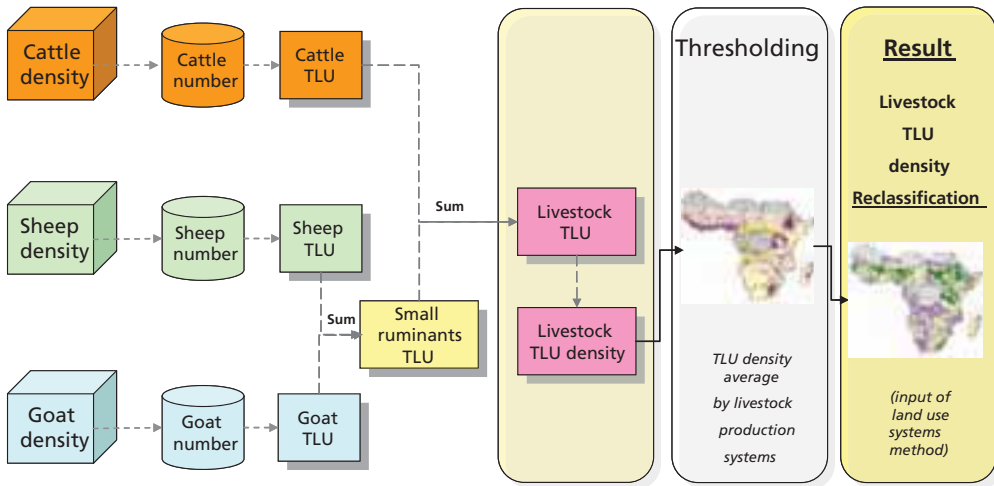 Cattle
density
Cattle
number
Cattle
TLU
Sheep
density
Sheep
number
Sheep
TLU
Goat
density
Goat
number
Goat
TLU
Sum
Small
ruminants
TLU
Sum
Livestock
TLU
Livestock
TLU density
Thresholding
TLU density
average
by livestock
production
systems
Result
Livestock
TLU
density
Reclassification
(input of
land use
systems
method)